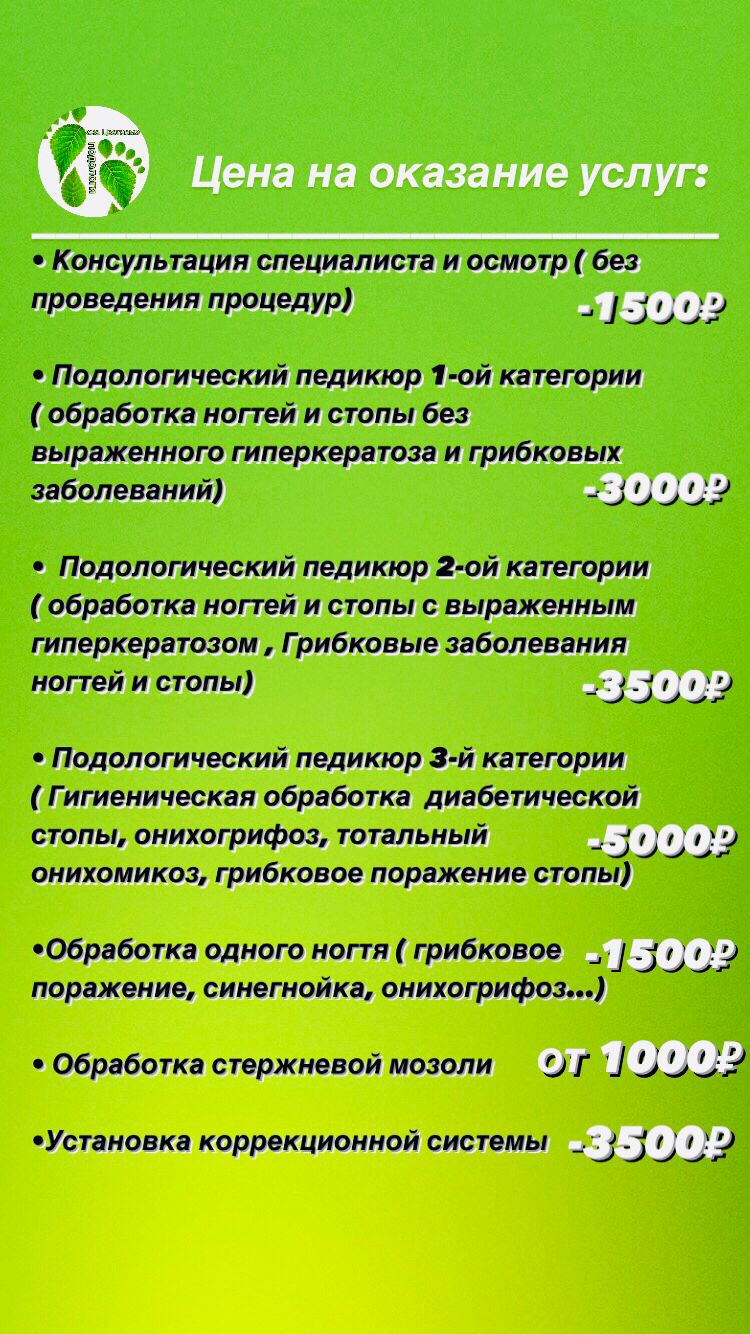 Цена на оказание услуг:
• Консультация специалиста и осмотр ( без
проведения процедур)
-1500₽
• Подологический педикюр 1-ой категории
( обработка ногтей и стопы без
выраженного гиперкератоза и грибковых
заболеваний)
-3000₽
• Подологический педикюр 2-ой категории
( обработка ногтей и стопы с выраженным
гиперкератозом , Грибковые заболевания
ногтей и стопы)
-3500₽
• Подологический педикюр 3-й категории
( Гигиеническая обработка диабетической
стопы, онихогрифоз, тотальный
-5000₽
онихомикоз, грибковое поражение стопы)
•Обработка одного ногтя ( грибковое
-1500₽
поражение, синегнойка, онихогрифоз...)
• Обработка стержневой мозоли
от 1000₽
•Установка коррекционной системы
-3500₽